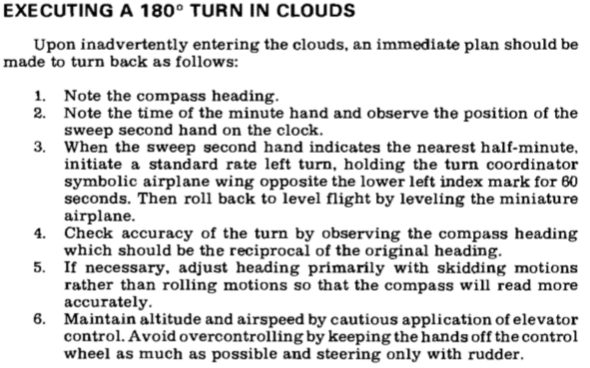 EXECUTING A 180° TURN IN CLOUDS
Upon inadvertently entering the clouds, an immediate plan should be
made to turn back as follows:
1. Note the compass heading.
2. Note the time of the minute hand and observe the position of the
sweep second hand on the clock.
3. When the sweep second hand indicates the nearest half-minute,
initiate a standard rate left turn, holding the turn coordinator
symbolic airplane wing opposite the lower left index mark for 60
seconds. Then roll back to level flight by leveling the miniature
airplane.
4. Check accuracy of the turn by observing the compass heading
which should be the reciprocal of the original heading.
5. If necessary, adjust heading primarily with skidding motions
rather than rolling motions so that the compass will read more
accurately.
6. Maintain altitude and airspeed by cautious application of elevator
control. Avoid overcontrolling by keeping the hands off the control
wheel as much as possible and steering only with rudder.